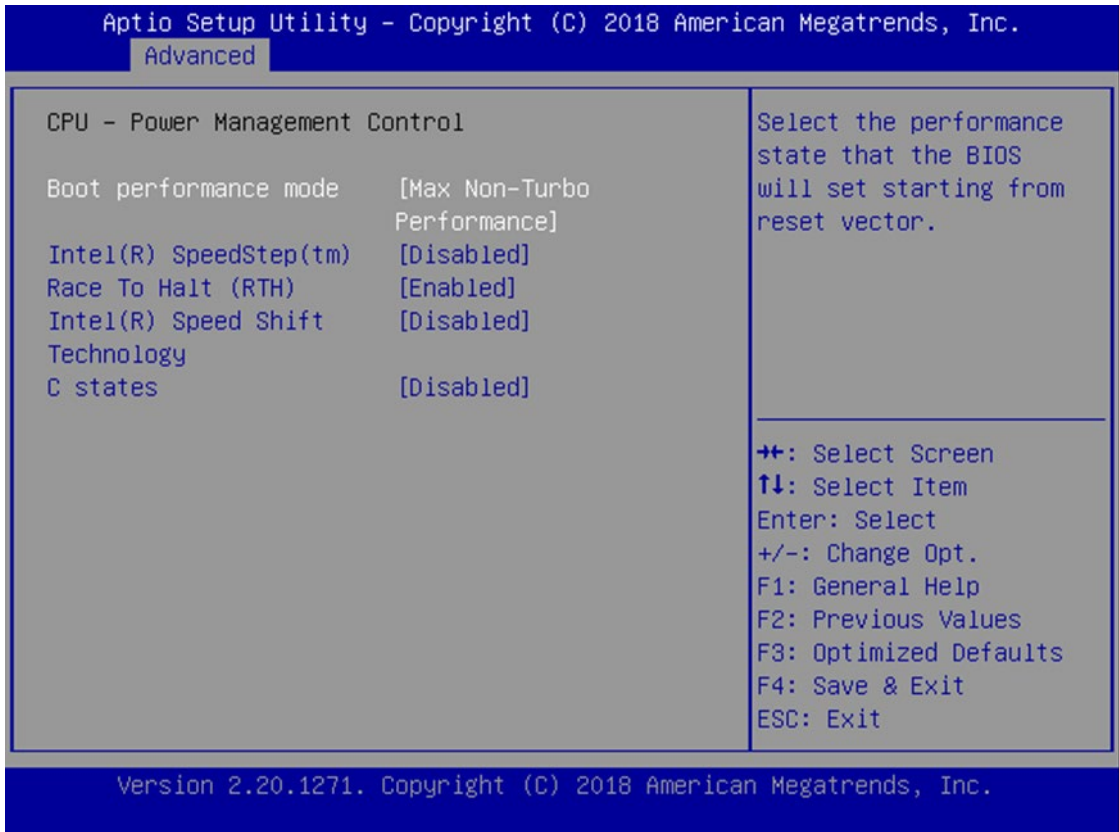 Aptio Setup Utility – Copyright (C) 2018 American Megatrends, Inc.
Advanced
CPU – Power Management Control
Boot performance mode [Max Non-Turbo
Performance]
Intel(R) SpeedStep(tm) [Disabled]
Race To Halt (RTH) [Enabled]
Intel(R) Speed Shift [Disabled]
Technology
C states [Disabled]
Select the performance
state that the BIOS
will set starting from
reset vector.
→←: Select Screen
↑↓: Select Item
Enter: Select
+/-: Change Opt.
F1: General Help
F2: Previous Values
F3: Optimized Defaults
F4: Save & Exit
ESC: Exit
Version 2.20.1271. Copyright (C) 2018 American Megatrends, Inc.